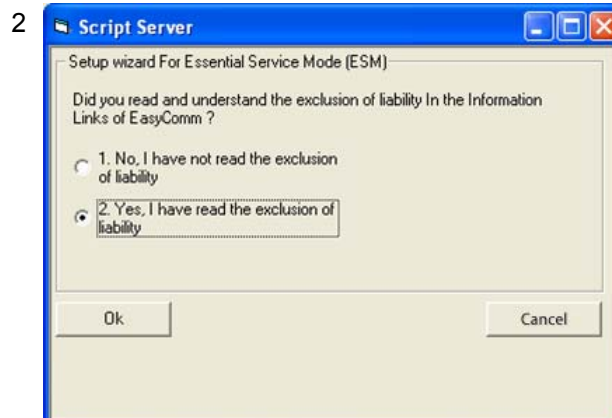 2
Script Server
Setup wizard For Essential Service Mode (ESM)
Did you read and understand the exclusion of liability In the Information
Links of EasyComm ?
1. No, I have not read the exclusion
of liability
2. Yes, I have read the exclusion of
liability
Ok
Cancel